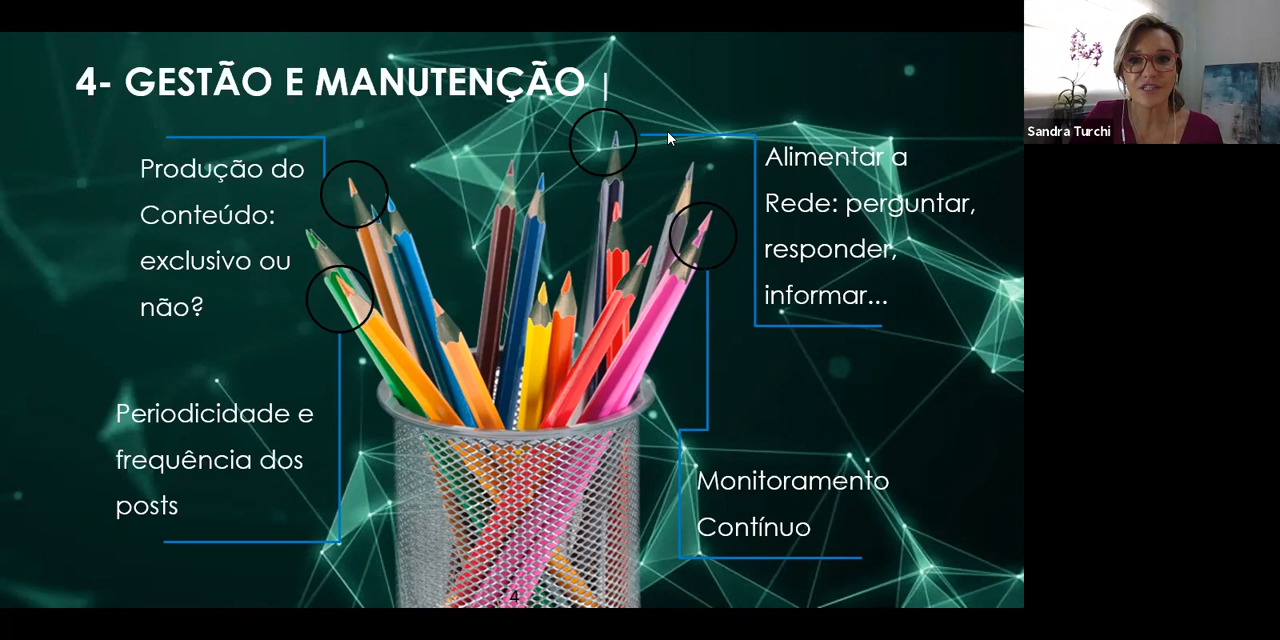 4- GESTÃO E MANUTENÇÃO |
Produção do
Conteúdo:
exclusivo ou
não?
Periodicidade e
frequência dos
posts
Alimentar a
Rede: perguntar,
responder,
informar...
Monitoramento
Contínuo
4
Sandra Turchi